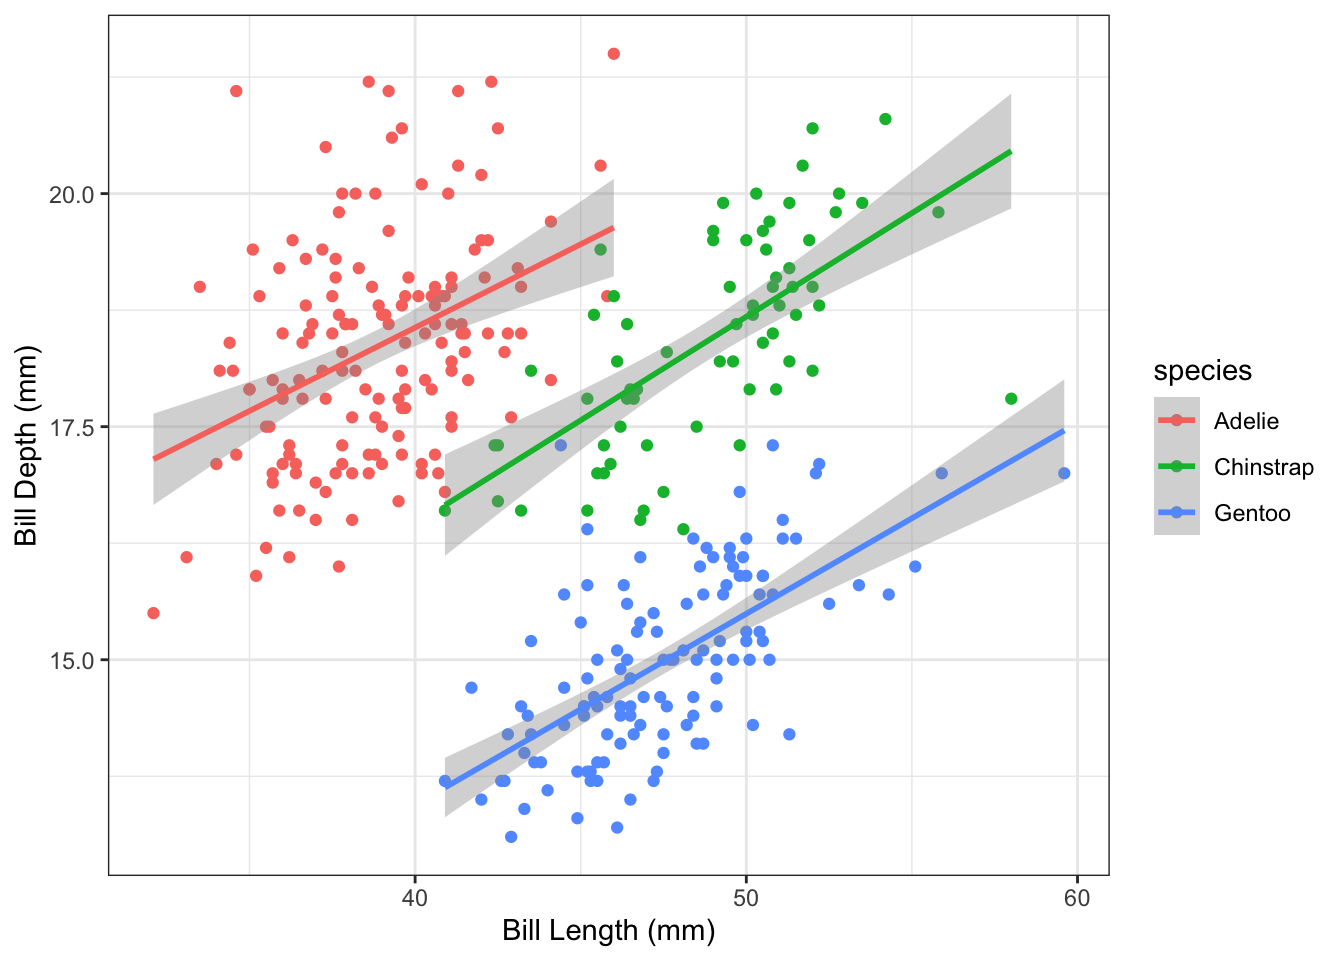 Bill Depth (mm)
20.0
17.5
15.0
40
50
60
Bill Length (mm)
species
Adelie
Chinstrap
Gentoo